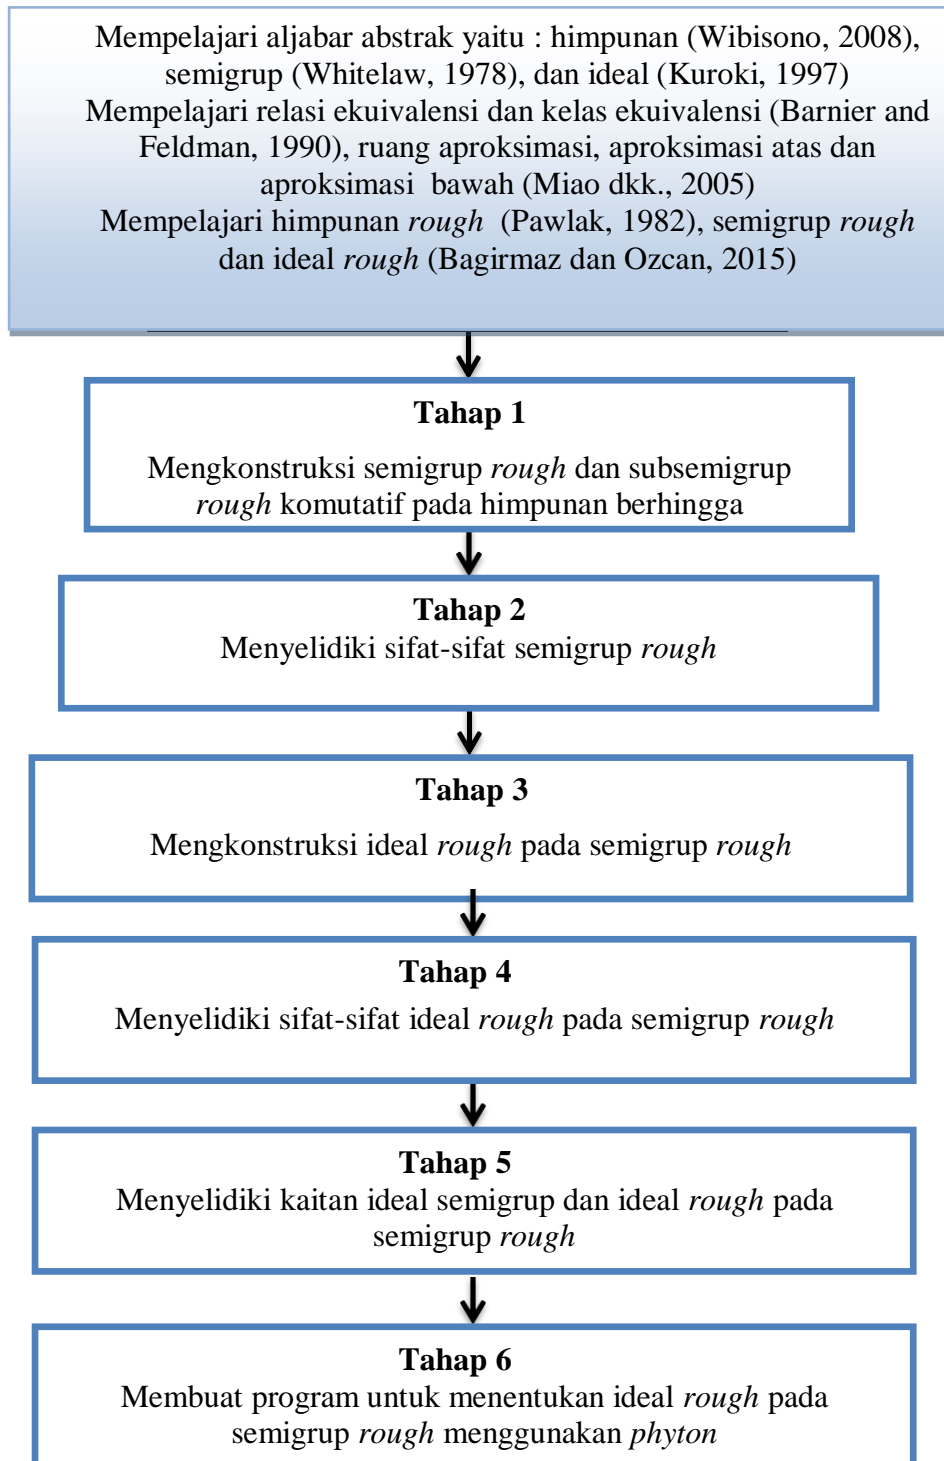 Mempelajari aljabar abstrak yaitu : himpunan (Wibisono, 2008),
semigrup (Whitelaw, 1978), dan ideal (Kuroki, 1997)
Mempelajari relasi ekuivalensi dan kelas ekuivalensi (Barnier and
Feldman, 1990), ruang aproksimasi, aproksimasi atas dan
aproksimasi bawah (Miao dkk., 2005)
Mempelajari himpunan rough (Pawlak, 1982), semigrup rough
dan ideal rough (Bagirmaz dan Ozcan, 2015)
Tahap 1
Mengkonstruksi semigrup rough dan subsemigrup
rough komutatif pada himpunan berhingga
Tahap 2
Menyelidiki sifat-sifat semigrup rough
Tahap 3
Mengkonstruksi ideal rough pada semigrup rough
Tahap 4
Menyelidiki sifat-sifat ideal rough pada semigrup rough
Tahap 5
Menyelidiki kaitan ideal semigrup dan ideal rough pada
semigrup rough
Tahap 6
Membuat program untuk menentukan ideal rough pada
semigrup rough menggunakan phyton